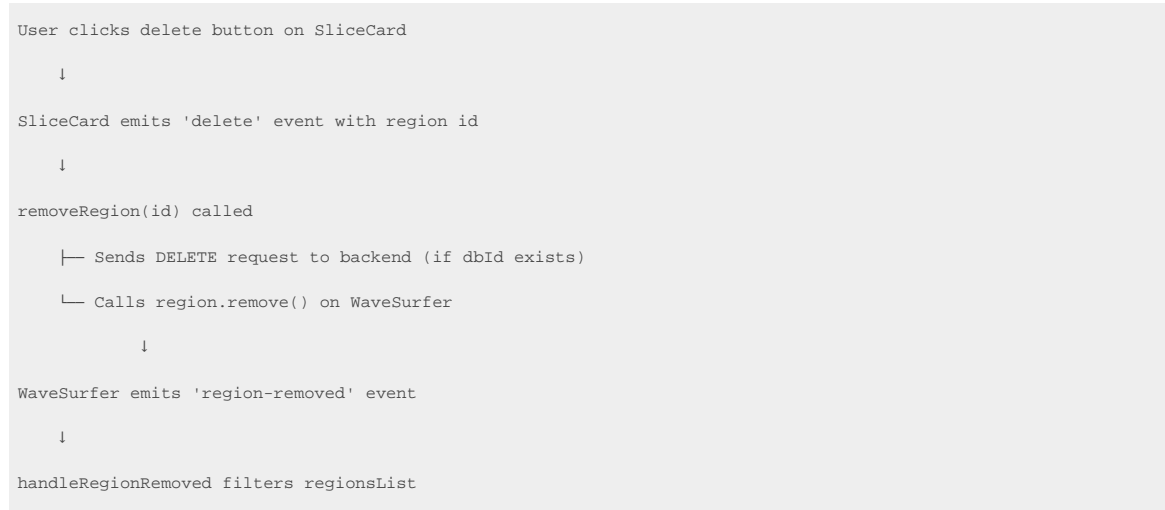 User clicks delete button on SliceCard
↓
SliceCard emits 'delete' event with region id
↓
removeRegion(id) called
├── Sends DELETE request to backend (if dbId exists)
└── Calls region.remove() on WaveSurfer
↓
WaveSurfer emits 'region-removed' event
↓
handleRegionRemoved filters regionsList